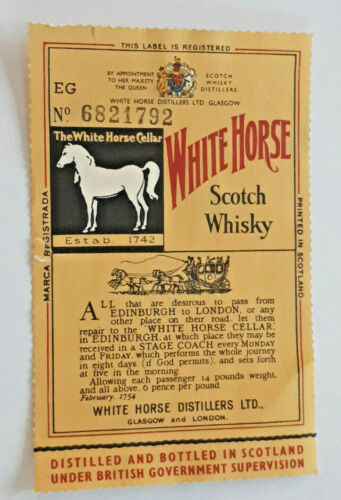 THIS LABEL IS REGISTERED
BY APPOINTMENT
TO HER MAJESTY
THE QUEEN
SCOTCH
WHISKY
DISTILLERS
WHITE HORSE DISTILLERS LTD. GLASGOW
EG
No 6821792
The White Horse Cellar
Estab 1742
WHITE HORSE
Scotch
Whisky
MARCA REGISTRADA
PRINTED IN SCOTLAND
ALL that are desirous to pass from
EDINBURGH to LONDON, or any
other place on their road, let them
repair to the "WHITE HORSE CELLAR"
in EDINBURGH, at which place they may be
received in a STAGE COACH every MONDAY
and FRIDAY, which performs the whole journey
in eight days (if God permits), and sets forth
at five in the morning.
Allowing each passenger 14 pounds weight,
and all above, 6 pence per pound
February, 1754
WHITE HORSE DISTILLERS LTD.,
GLASGOW and LONDON.
DISTILLED AND BOTTLED IN SCOTLAND
UNDER BRITISH GOVERNMENT SUPERVISION